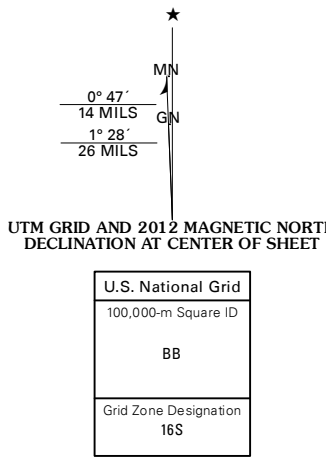 MN
0° 47´
14 MILS
GN
1° 28´
26 MILS
UTM GRID AND 2012 MAGNETIC NORTH
DECLINATION AT CENTER OF SHEET
U.S. National Grid
100,000-m Square ID
BB
Grid Zone Designation
16S